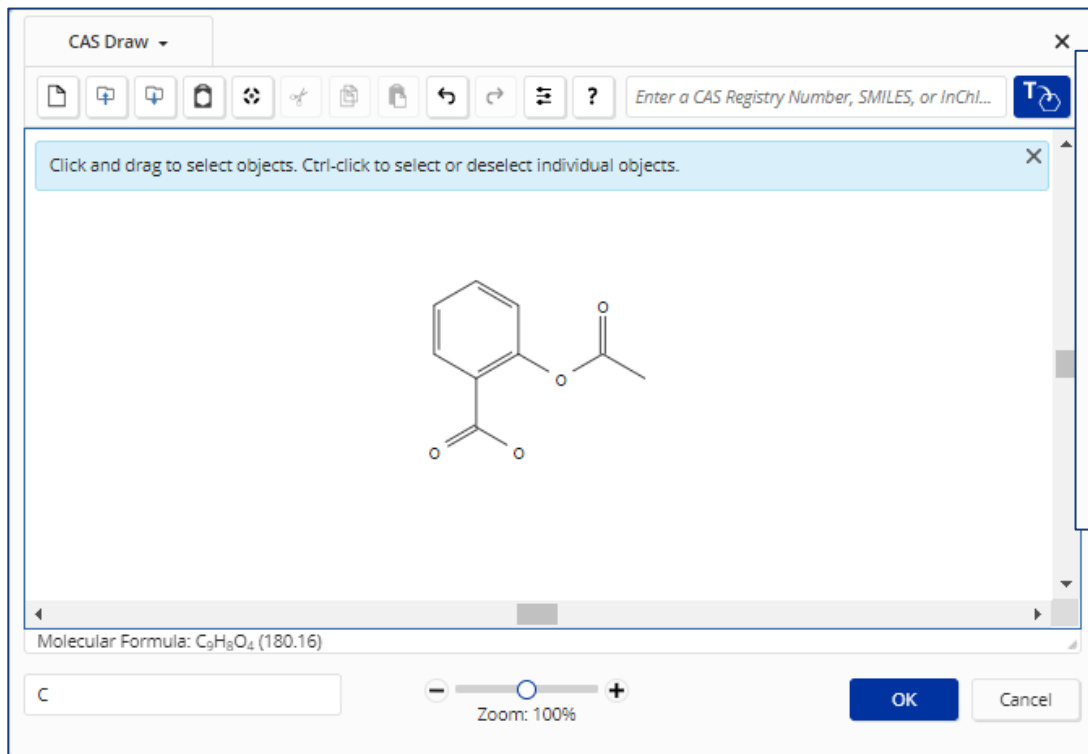 CAS Draw
?
Enter a CAS Registry Number, SMILES, or InChI...
T
Click and drag to select objects. Ctrl-click to select or deselect individual objects.
O
O
O
O
Molecular Formula: C₉H₈O₄ (180.16)
C
Zoom: 100%
OK
Cancel